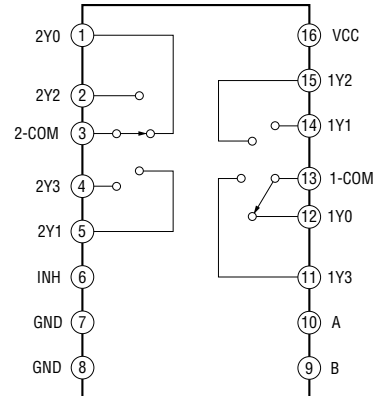 2Y0 1
2Y2 2
2-COM 3
2Y3 4
2Y1 5
INH 6
GND 7
GND 8
16 VCC
15 1Y2
14 1Y1
13 1-COM
12 1Y0
11 1Y3
10 A
9 B